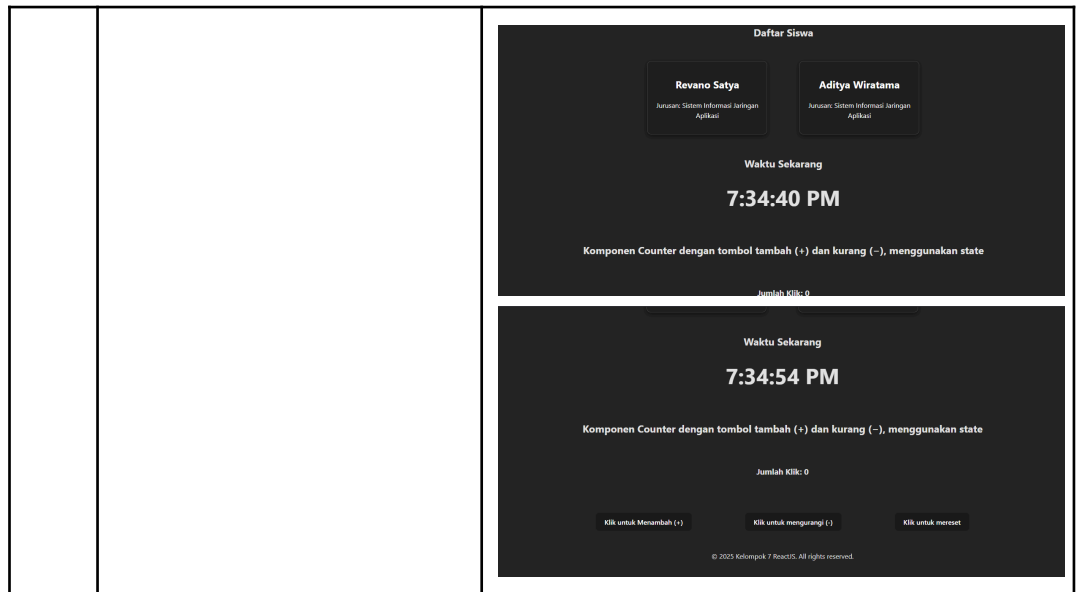 Daftar Siswa
Revano Satya
Jurusan: Sistem Informasi Jaringan
Aplikasi
Aditya Wiratama
Jurusan: Sistem Informasi Jaringan
Aplikasi
Waktu Sekarang
7:34:40 PM
Komponen Counter dengan tombol tambah (+) dan kurang (−), menggunakan state
Jumlah Klik: 0
Waktu Sekarang
7:34:54 PM
Komponen Counter dengan tombol tambah (+) dan kurang (−), menggunakan state
Jumlah Klik: 0
Klik untuk Menambah (+)
Klik untuk mengurangi (-)
Klik untuk mereset
© 2025 Kelompok 7 ReactJS. All rights reserved.